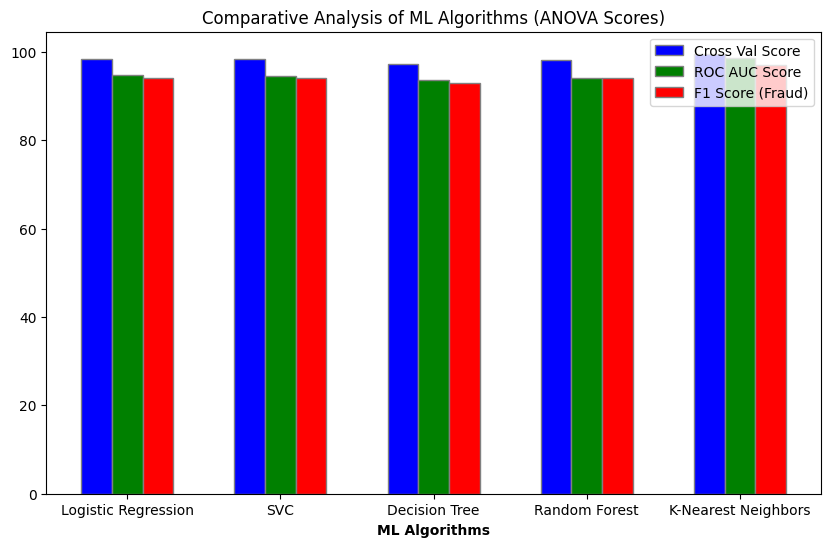 Comparative Analysis of ML Algorithms (ANOVA Scores)
Cross Val Score
ROC AUC Score
F1 Score (Fraud)
100
80
60
40
20
0
Logistic Regression SVC Decision Tree Random Forest K-Nearest Neighbors
ML Algorithms